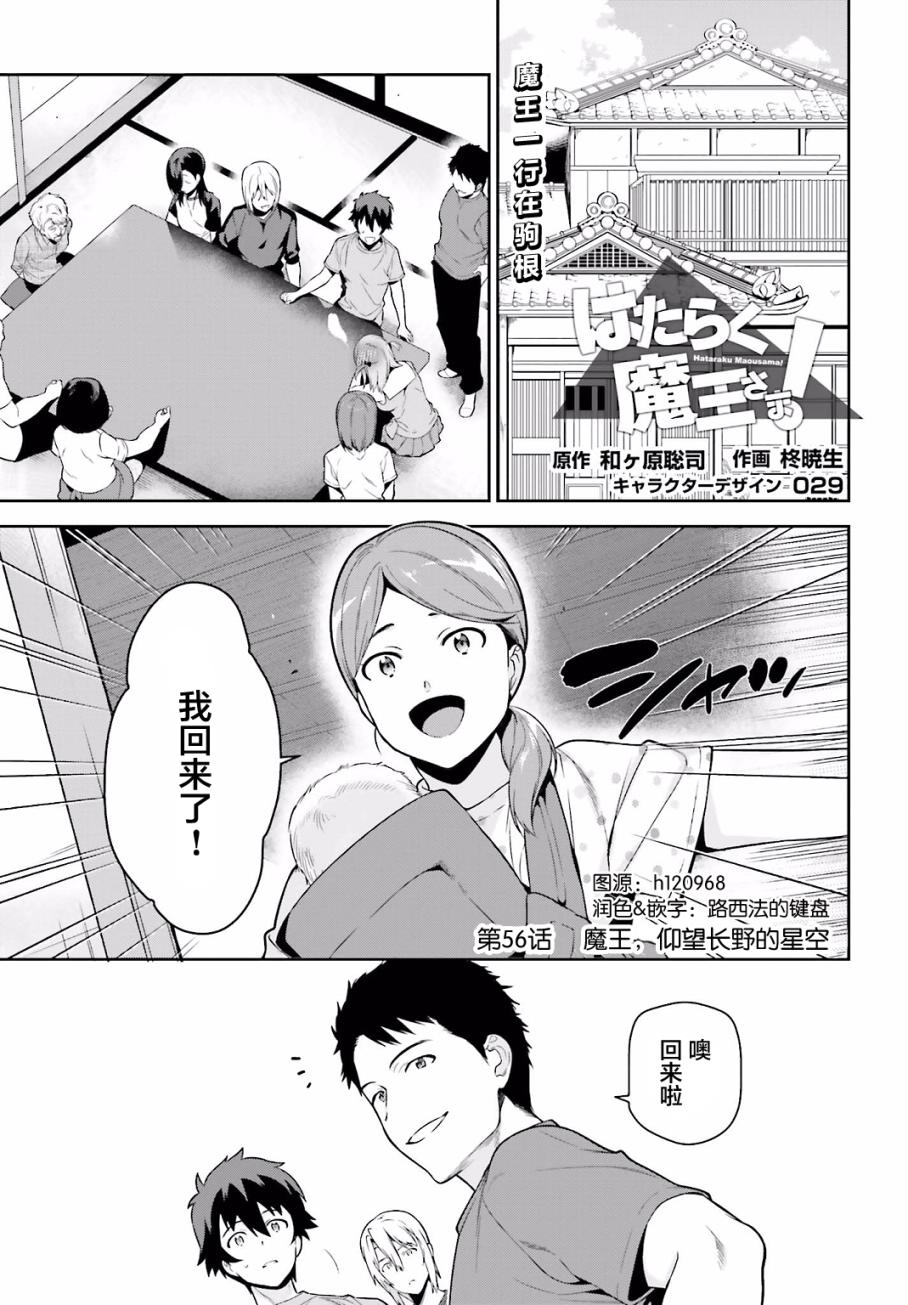 魔王一行在驹根
はたらく
Hataraku Maousama!
魔王さま！
原作 和ヶ原聡司 作画 柊暁生
キャラクターデザイン 029
シャッ
我回来了！
图源：h120968
润色&嵌字：路西法的键盘
第56话 魔王，仰望长野的星空
噢
回来啦